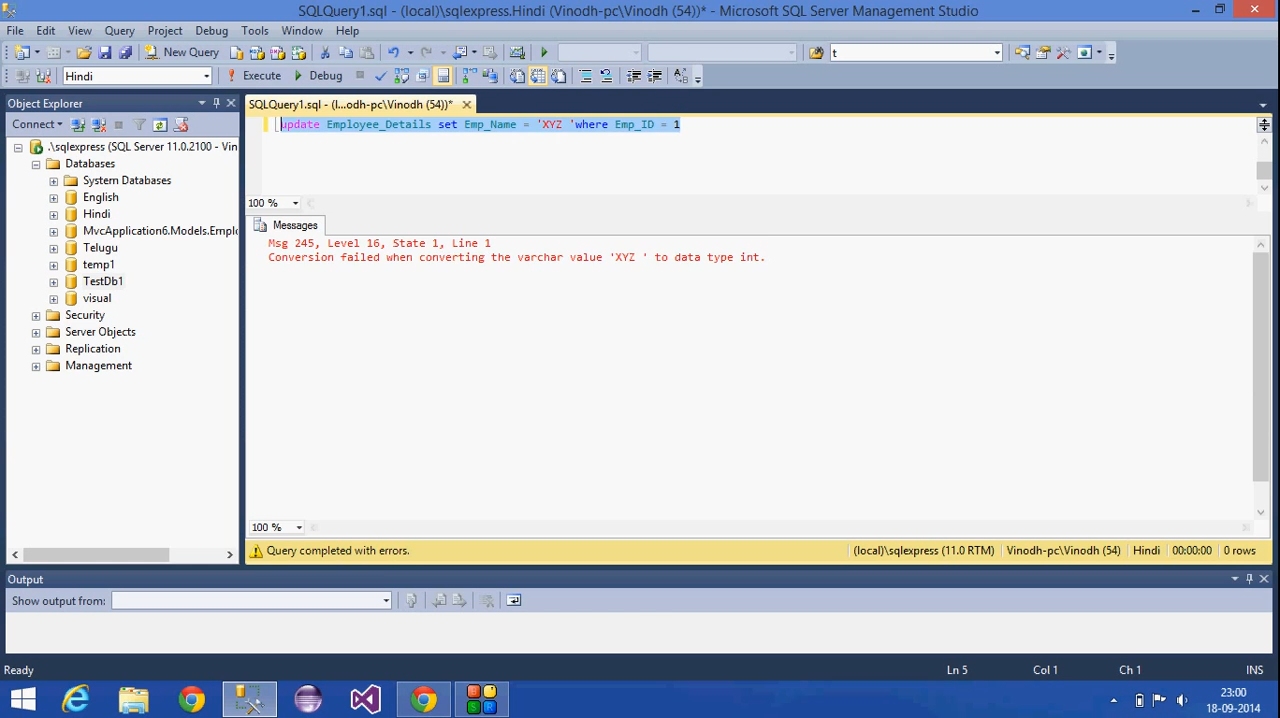 SQLQuery1.sql - (local)\sqlexpress.Hindi (Vinodh-pc\Vinodh (54))* - Microsoft SQL Server Management Studio
File Edit View Query Project Debug Tools Window Help
New Query t
Hindi ! Execute Debug
Object Explorer
Connect
.\sqlexpress (SQL Server 11.0.2100 - Vin
Databases
System Databases
English
Hindi
MvcApplication6.Models.Emplo
Telugu
temp1
TestDb1
visual
Security
Server Objects
Replication
Management
SQLQuery1.sql - (l...odh-pc\Vinodh (54))*
update Employee_Details set Emp_Name = 'XYZ 'where Emp_ID = 1
100 %
Messages
Msg 245, Level 16, State 1, Line 1
Conversion failed when converting the varchar value 'XYZ ' to data type int.
100 %
Query completed with errors. (local)\sqlexpress (11.0 RTM) Vinodh-pc\Vinodh (54) Hindi 00:00:00 0 rows
Output
Show output from:
Ready Ln 5 Col 1 Ch 1 INS
23:00
18-09-2014